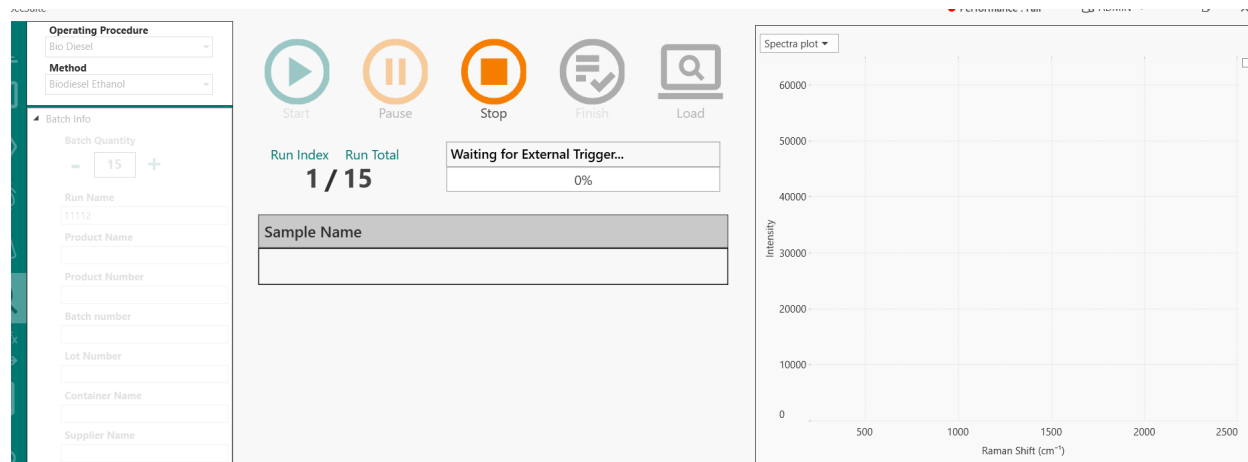 Operating Procedure
Bio Diesel
Method
Biodiesel Ethanol
Batch Info
Batch Quantity
- 15 +
Run Name
11112
Product Name
Product Number
Batch number
Lot Number
Container Name
Supplier Name
Start
Pause
Stop
Finish
Load
Run Index
Run Total
1 / 15
Waiting for External Trigger...
0%
Sample Name
Spectra plot
Intensity
60000
50000
40000
30000
20000
10000
0
500
1000
1500
2000
2500
Raman Shift (cm⁻¹)